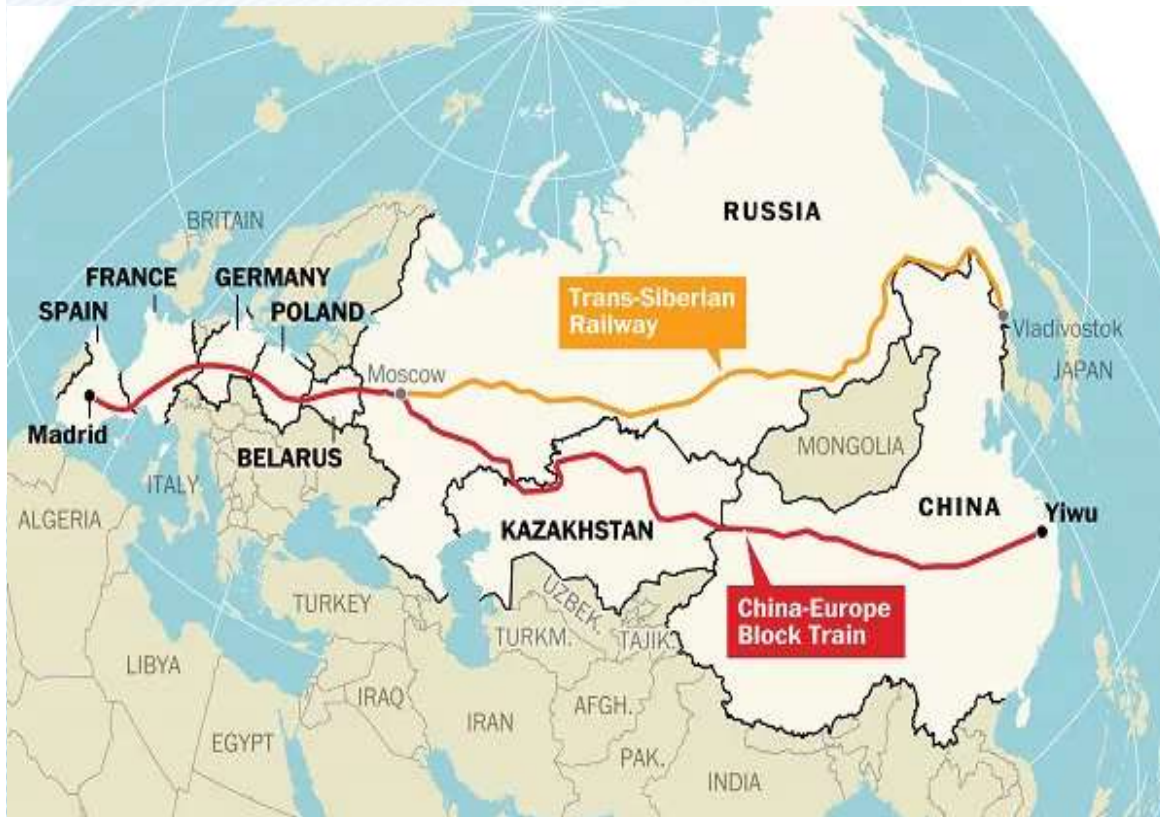 RUSSIA
BRITAIN
FRANCE
GERMANY
SPAIN
POLAND
Trans-Siberian
Railway
Vladivostok
JAPAN
Moscow
Madrid
MONGOLIA
BELARUS
ITALY
ALGERIA
CHINA
Yiwu
KAZAKHSTAN
UZBEK.
TURKEY
TURKM.
TAJIK.
China-Europe
Block Train
LIBYA
IRAQ
IRAN
AFGH.
EGYPT
PAK.
INDIA